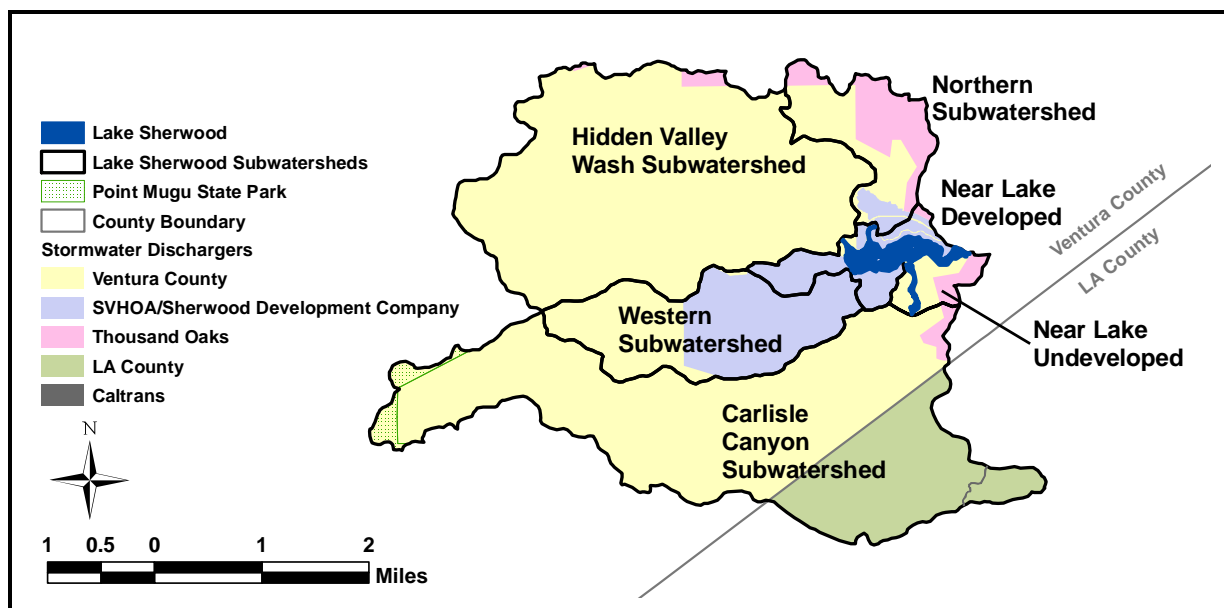 Lake Sherwood
Lake Sherwood Subwatersheds
Point Mugu State Park
County Boundary
Stormwater Dischargers
Ventura County
SVHOA/Sherwood Development Company
Thousand Oaks
LA County
Caltrans
N
1 0.5 0 1 2
Miles
Hidden Valley
Wash Subwatershed
Northern
Subwatershed
Near Lake
Developed
Ventura County
LA County
Western
Subwatershed
Near Lake
Undeveloped
Carlisle
Canyon
Subwatershed